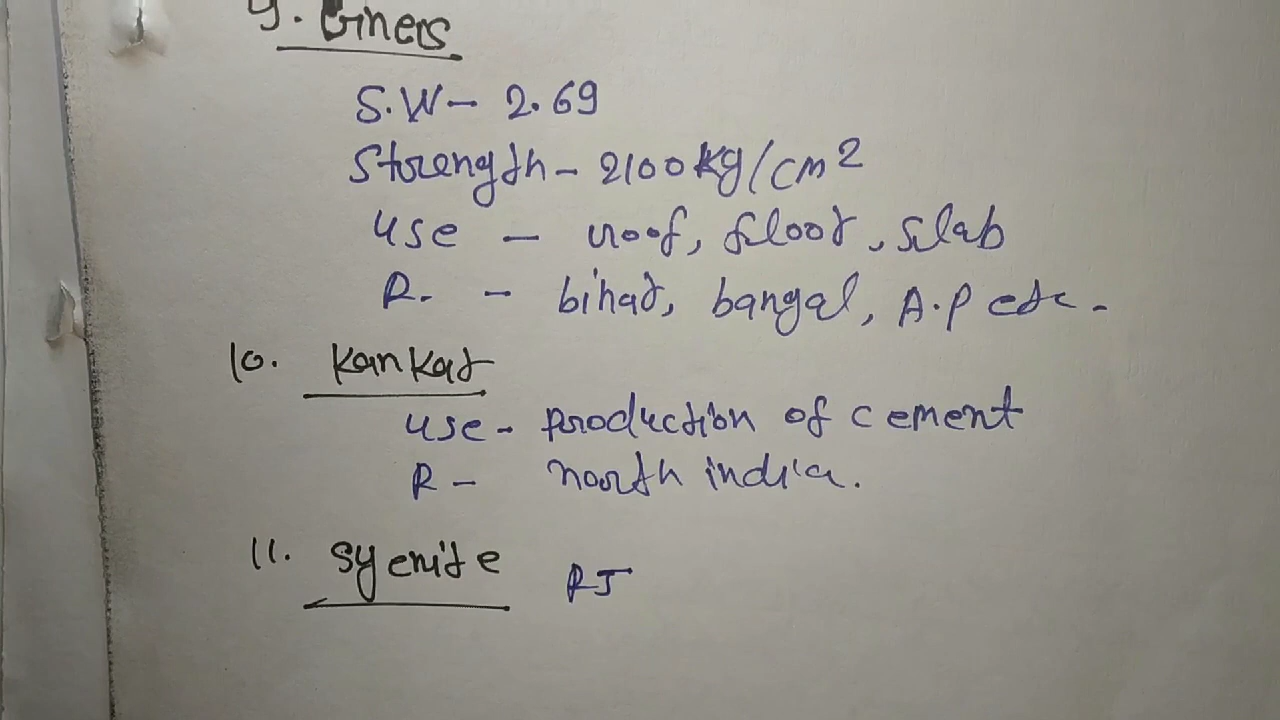 9. Gneis
S.W - 2.69
Strength - 2100 kg/cm2
use - roof, floor, slab
R. - bihar, bangal, A.P etc.
10. Kankar
use - production of cement
R - north india.
11. Syenite RJ